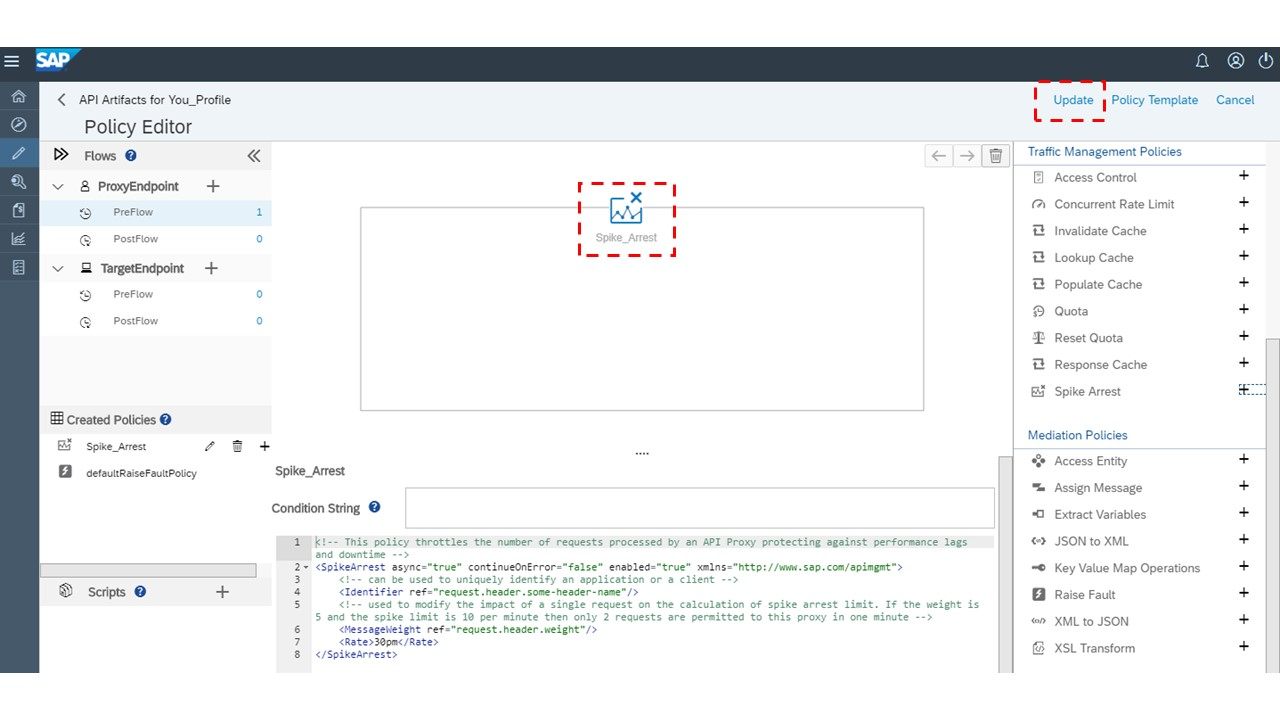 SAP
API Artifacts for You_Profile
Update
Policy Template
Cancel
Policy Editor
Flows
ProxyEndpoint
PreFlow 1
PostFlow 0
TargetEndpoint
PreFlow 0
PostFlow 0
Created Policies
Spike_Arrest
defaultRaiseFaultPolicy
Scripts
Spike_Arrest
....
Spike_Arrest
Condition String
1 <!-- This policy throttles the number of requests processed by an API Proxy protecting against performance lags
and downtime -->
2 <SpikeArrest async="true" continueOnError="false" enabled="true" xmlns="http://www.sap.com/apimgmt">
3 <!-- can be used to uniquely identify an application or a client -->
4 <Identifier ref="request.header.some-header-name"/>
5 <!-- used to modify the impact of a single request on the calculation of spike arrest limit. If the weight is
5 and the spike limit is 10 per minute then only 2 requests are permitted to this proxy in one minute -->
6 <MessageWeight ref="request.header.weight"/>
7 <Rate>30pm</Rate>
8 </SpikeArrest>
Traffic Management Policies
Access Control
Concurrent Rate Limit
Invalidate Cache
Lookup Cache
Populate Cache
Quota
Reset Quota
Response Cache
Spike Arrest
Mediation Policies
Access Entity
Assign Message
Extract Variables
JSON to XML
Key Value Map Operations
Raise Fault
XML to JSON
XSL Transform